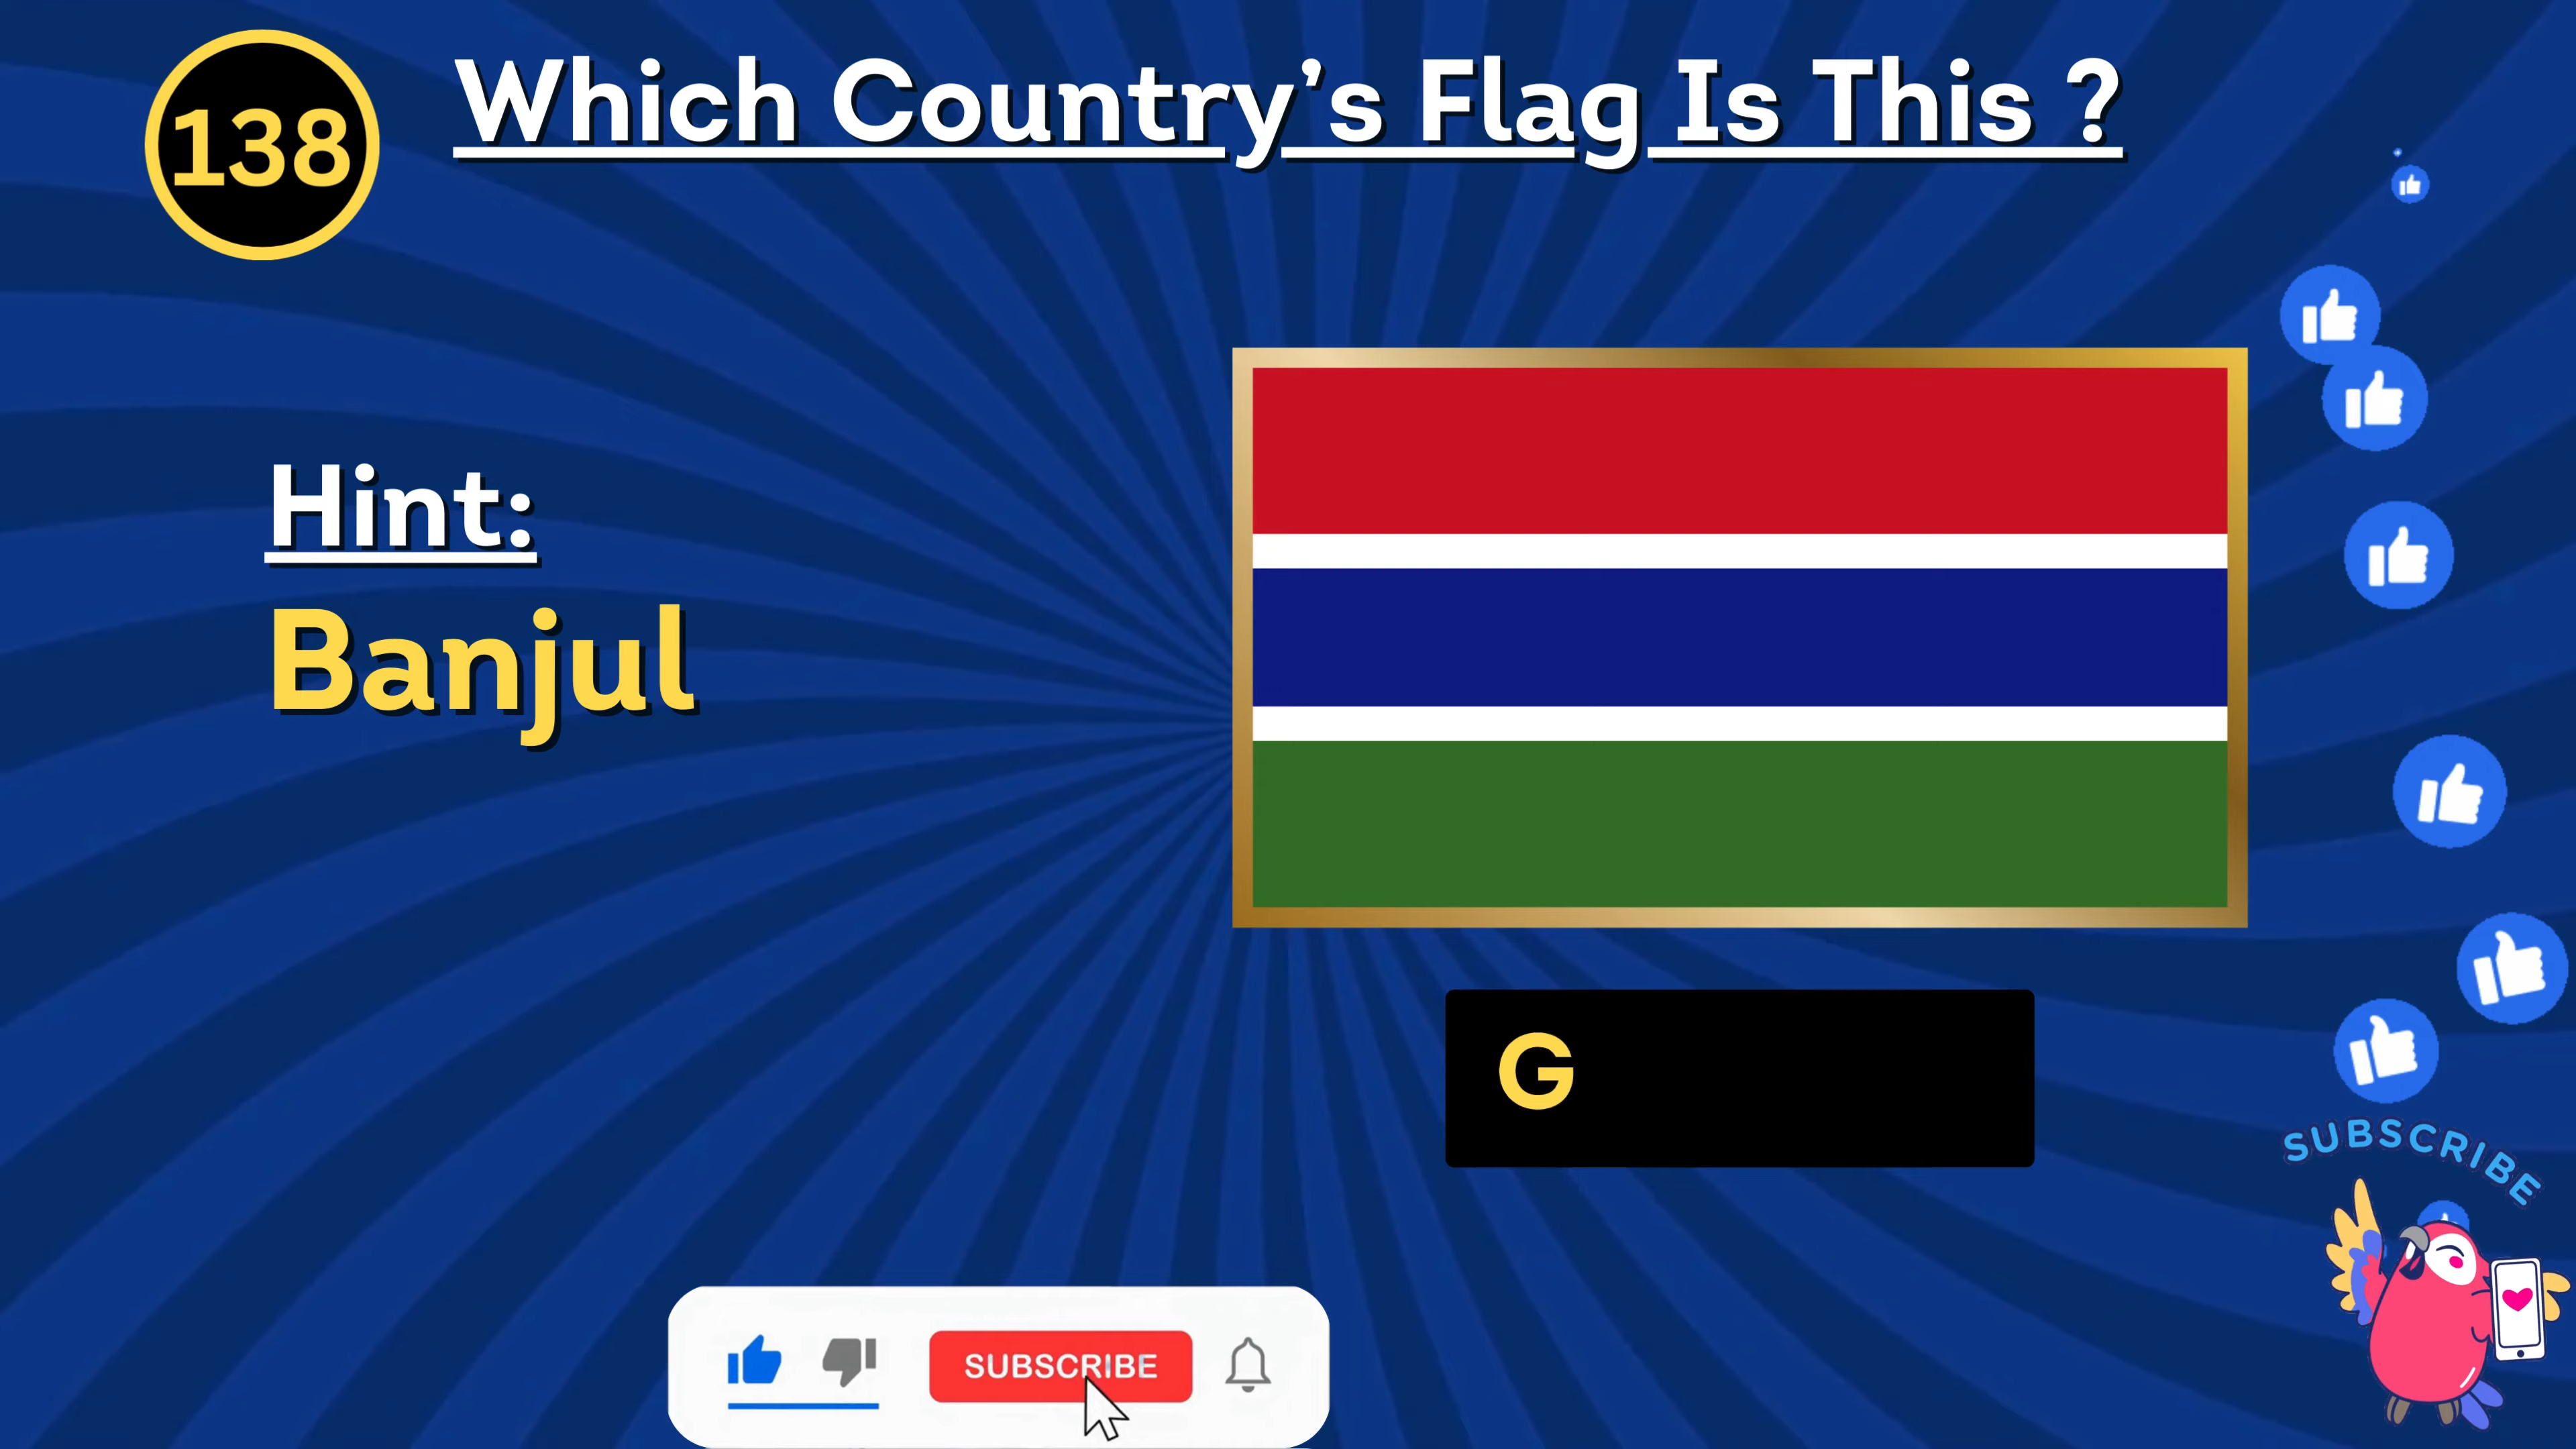 138
Which Country's Flag Is This ?
Hint:
Banjul
G
SUBSCRIBE
SUBSCRIBE